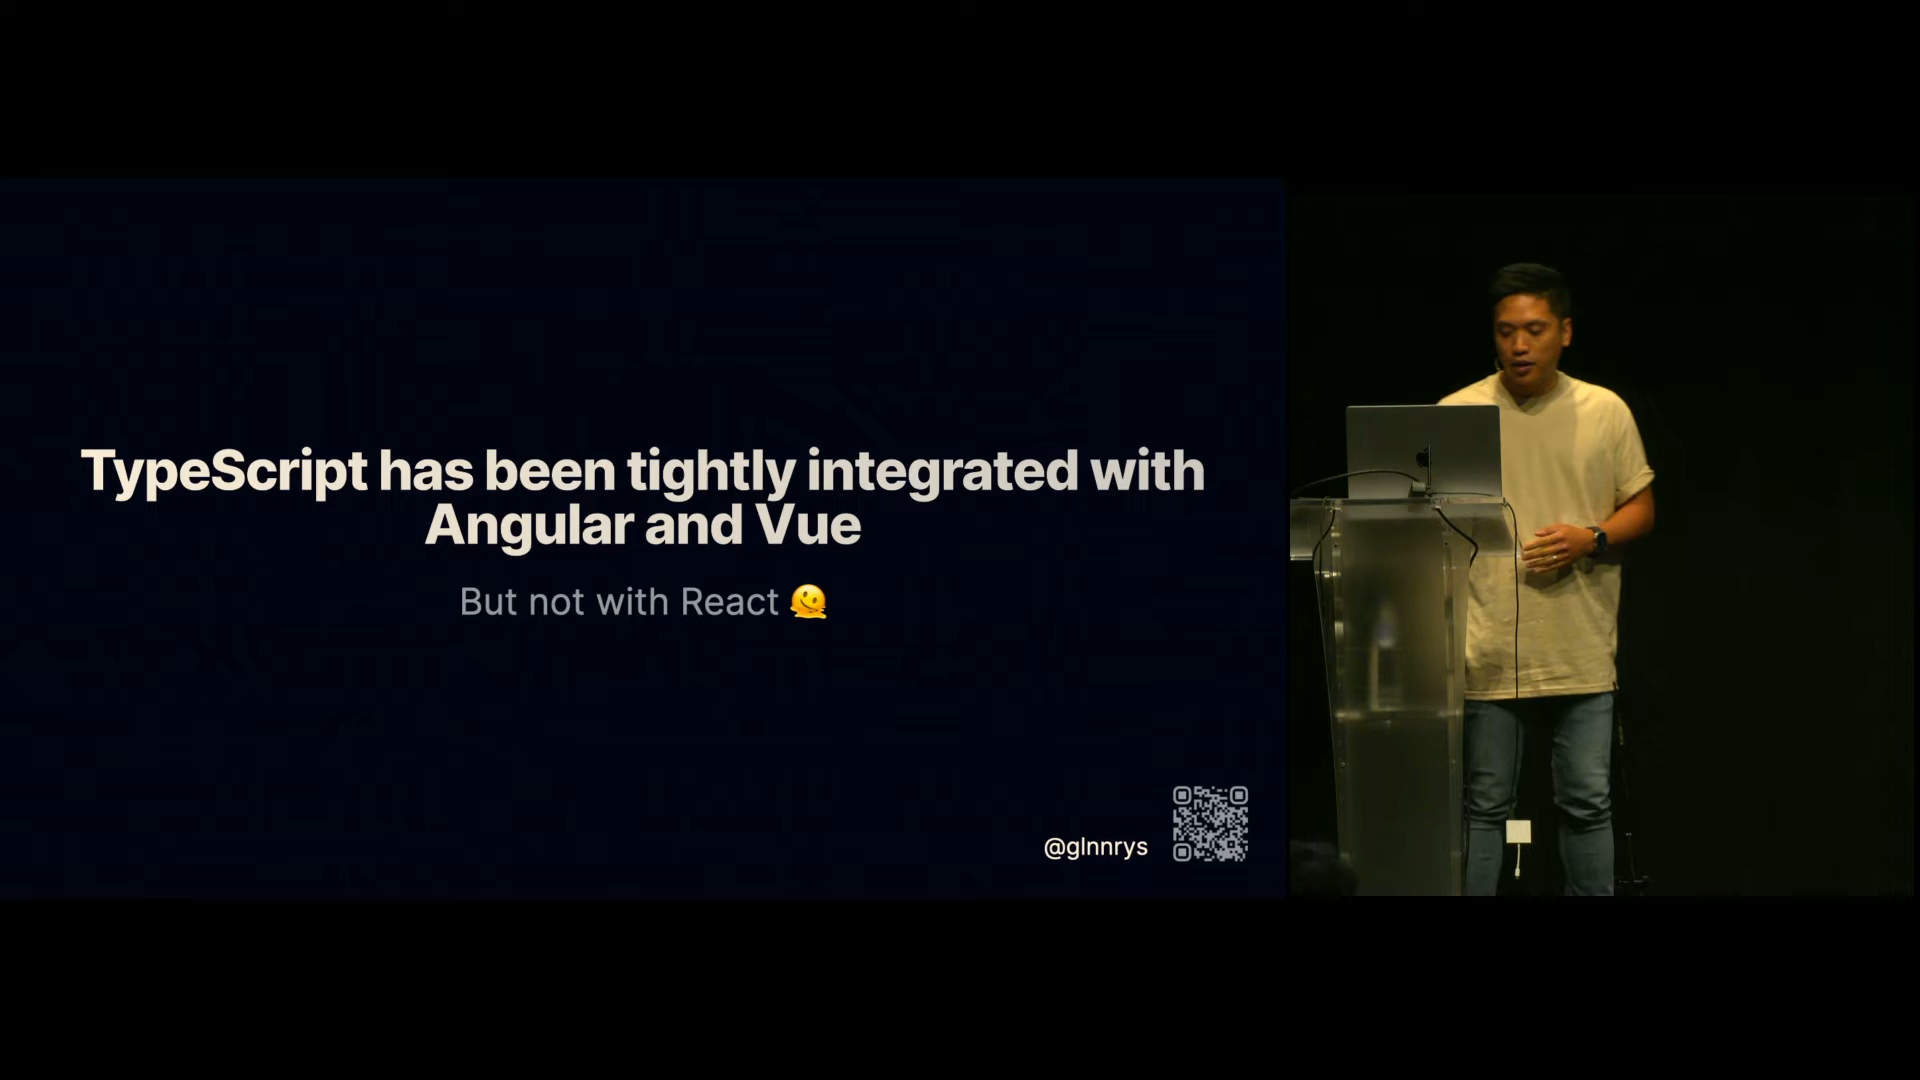 TypeScript has been tightly integrated with
Angular and Vue
But not with React 🫠
@glnnrys